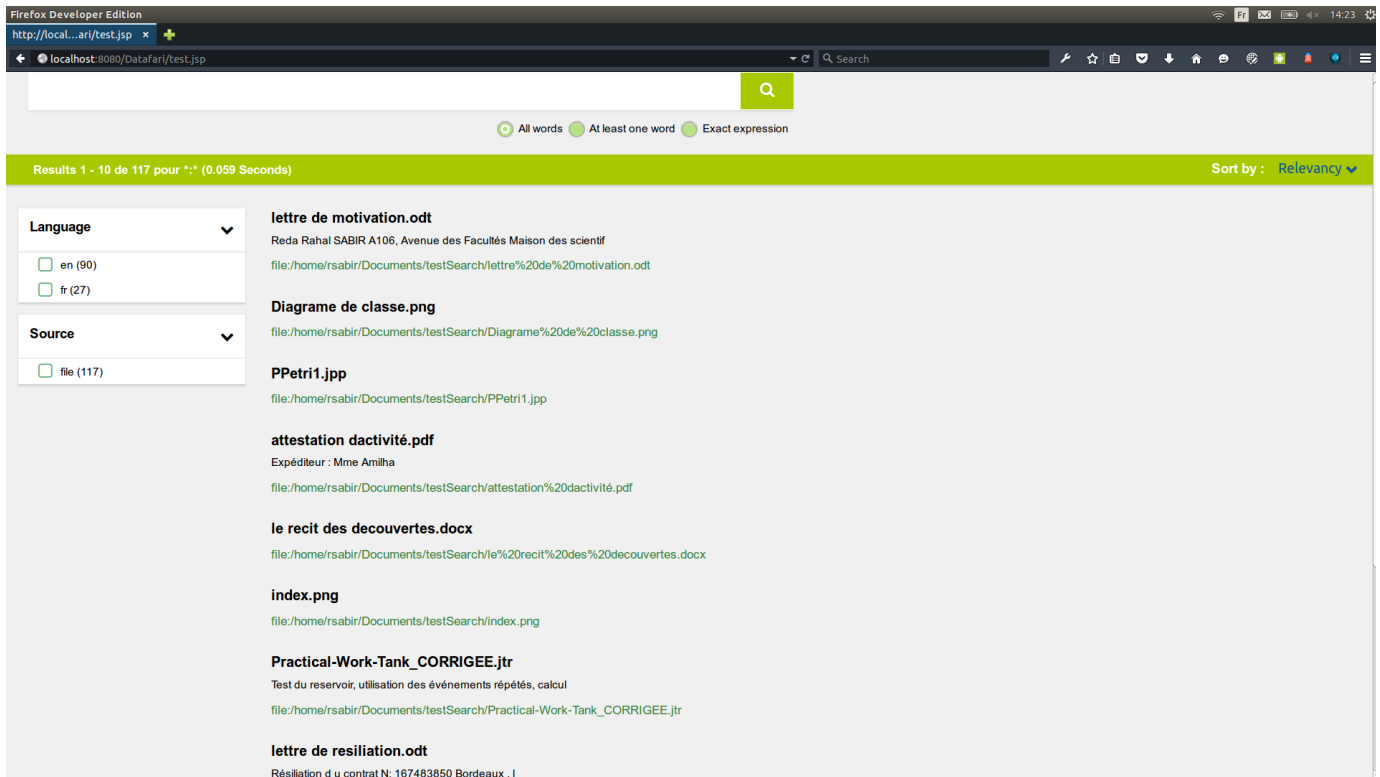 Firefox Developer Edition
Fr
14:23
http://local...ari/test.jsp
localhost:8080/Datafari/test.jsp
Search
All words At least one word Exact expression
Results 1 - 10 de 117 pour *:* (0.059 Seconds)
Sort by : Relevancy
Language
en (90)
fr (27)
Source
file (117)
lettre de motivation.odt
Reda Rahal SABIR A106, Avenue des Facultés Maison des scientif
file:/home/rsabir/Documents/testSearch/lettre%20de%20motivation.odt
Diagrame de classe.png
file:/home/rsabir/Documents/testSearch/Diagrame%20de%20classe.png
PPetri1.jpp
file:/home/rsabir/Documents/testSearch/PPetri1.jpp
attestation dactivité.pdf
Expéditeur : Mme Amilha
file:/home/rsabir/Documents/testSearch/attestation%20dactivité.pdf
le recit des decouvertes.docx
file:/home/rsabir/Documents/testSearch/le%20recit%20des%20decouvertes.docx
index.png
file:/home/rsabir/Documents/testSearch/index.png
Practical-Work-Tank_CORRIGEE.jtr
Test du reservoir, utilisation des événements répétés, calcul
file:/home/rsabir/Documents/testSearch/Practical-Work-Tank_CORRIGEE.jtr
lettre de resiliation.odt
Résiliation d u contrat N: 167483850 Bordeaux , l